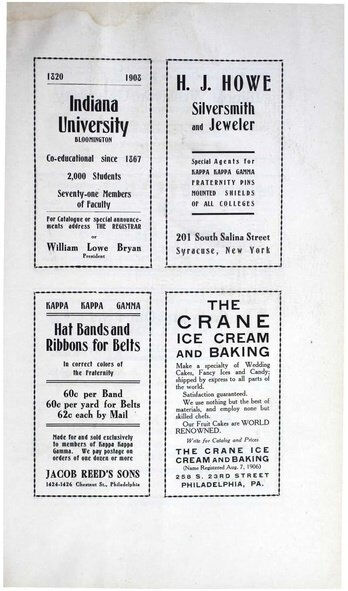 1820 1908
Indiana
University
BLOOMINGTON
Co-educational since 1867
2,000 Students
Seventy-one Members
of Faculty
For Catalogue or special announce-
ments address THE REGISTRAR
or
William Lowe Bryan
President
H. J. HOWE
Silversmith
and Jeweler
Special Agents for
KAPPA KAPPA GAMMA
FRATERNITY PINS
MOUNTED SHIELDS
OF ALL COLLEGES
201 South Salina Street
Syracuse, New York
KAPPA KAPPA GAMMA
Hat Bands and
Ribbons for Belts
In correct colors of
the Fraternity
60c per Band
60c per yard for Belts
62c each by Mail
Made for and sold exclusively
to members of Kappa Kappa
Gamma. We pay postage on
orders of one dozen or more
JACOB REED'S SONS
1424-1426 Chestnut St., Philadelphia
THE
CRANE
ICE CREAM
AND BAKING
Make a specialty of Wedding
Cakes, Fancy Ices and Candy;
shipped by express to all parts of
the world.
Satisfaction guaranteed.
We use nothing but the best of
materials, and employ none but
skilled chefs.
Our Fruit Cakes are WORLD
RENOWNED.
Write for Catalog and Prices
THE CRANE ICE
CREAM AND BAKING
(Name Registered Aug. 7, 1906)
258 S. 23RD STREET
PHILADELPHIA, PA.